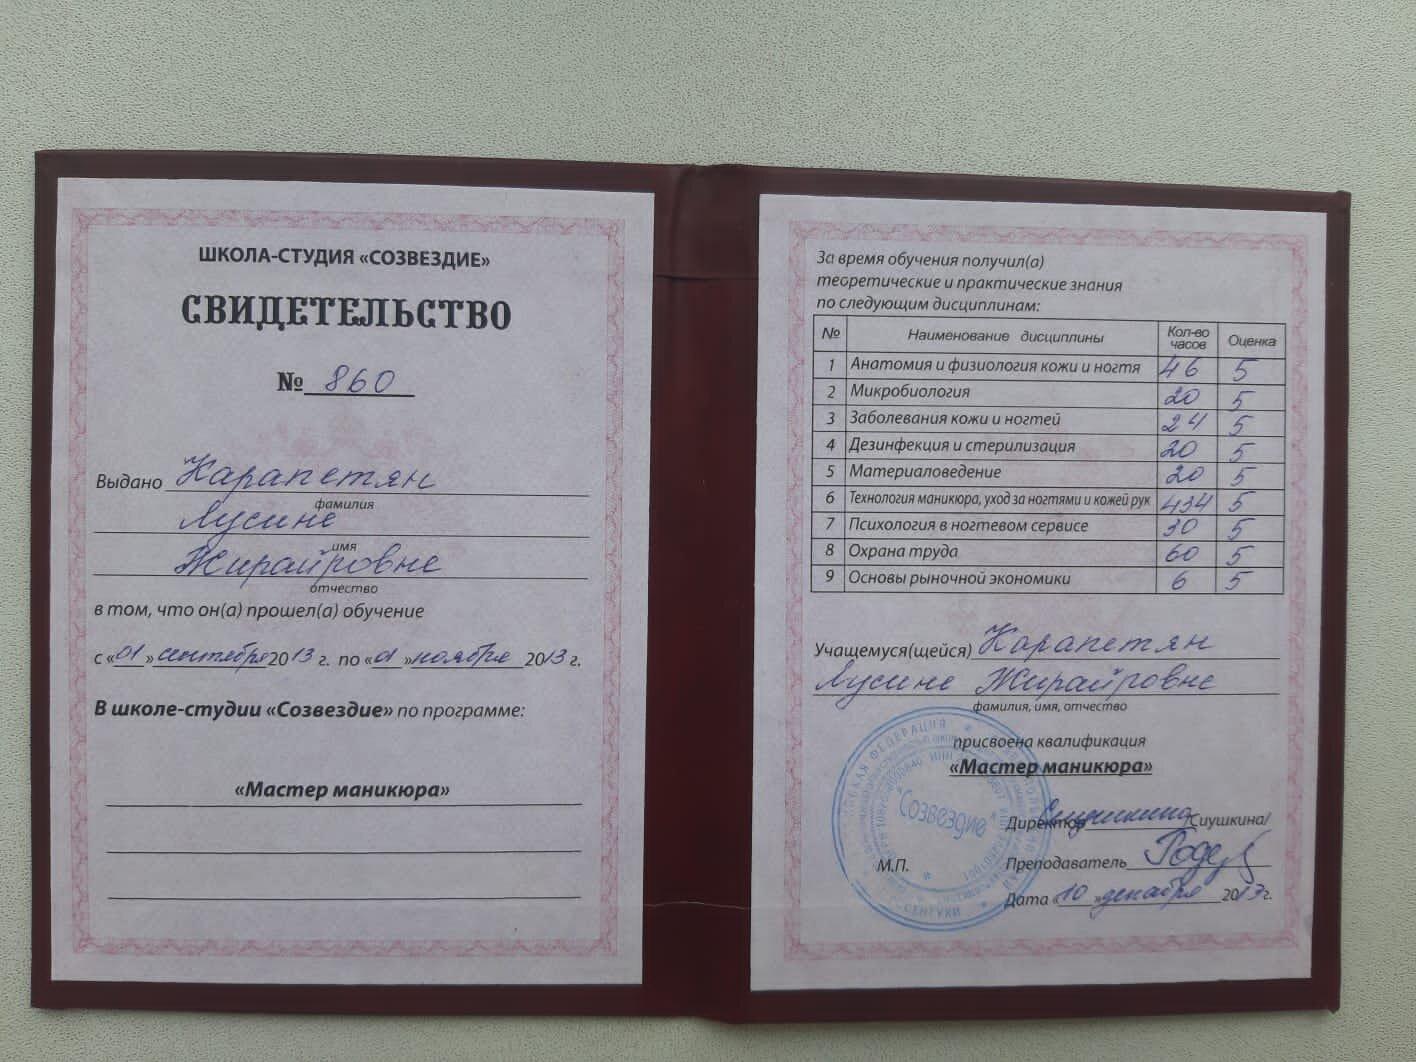 ШКОЛА-СТУДИЯ «СОЗВЕЗДИЕ»
СВИДЕТЕЛЬСТВО
№ 860
Выдано Карапетян
фамилия
Лусине
имя
Жирайровне
отчество
в том, что он(а) прошел(а) обучение
с «01» сентября 2013 г. по «01» ноября 2013 г.
В школе-студии «Созвездие» по программе:
«Мастер маникюра»
За время обучения получил(а)
теоретические и практические знания
по следующим дисциплинам:
№ Наименование дисциплины Кол-во часов Оценка
1 Анатомия и физиология кожи и ногтя 46 5
2 Микробиология 20 5
3 Заболевания кожи и ногтей 24 5
4 Дезинфекция и стерилизация 20 5
5 Материаловедение 20 5
6 Технология маникюра, уход за ногтями и кожей рук 434 5
7 Психология в ногтевом сервисе 30 5
8 Охрана труда 60 5
9 Основы рыночной экономики 6 5
Учащемуся(щейся) Карапетян
Лусине Жирайровне
фамилия, имя, отчество
присвоена квалификация
«Мастер маникюра»
Директор Сиушкина /Сиушкина/
М.П. Преподаватель
Дата «10» декабря 2013 г.
ФЕДЕРАЦИЯ
«Созвездие»